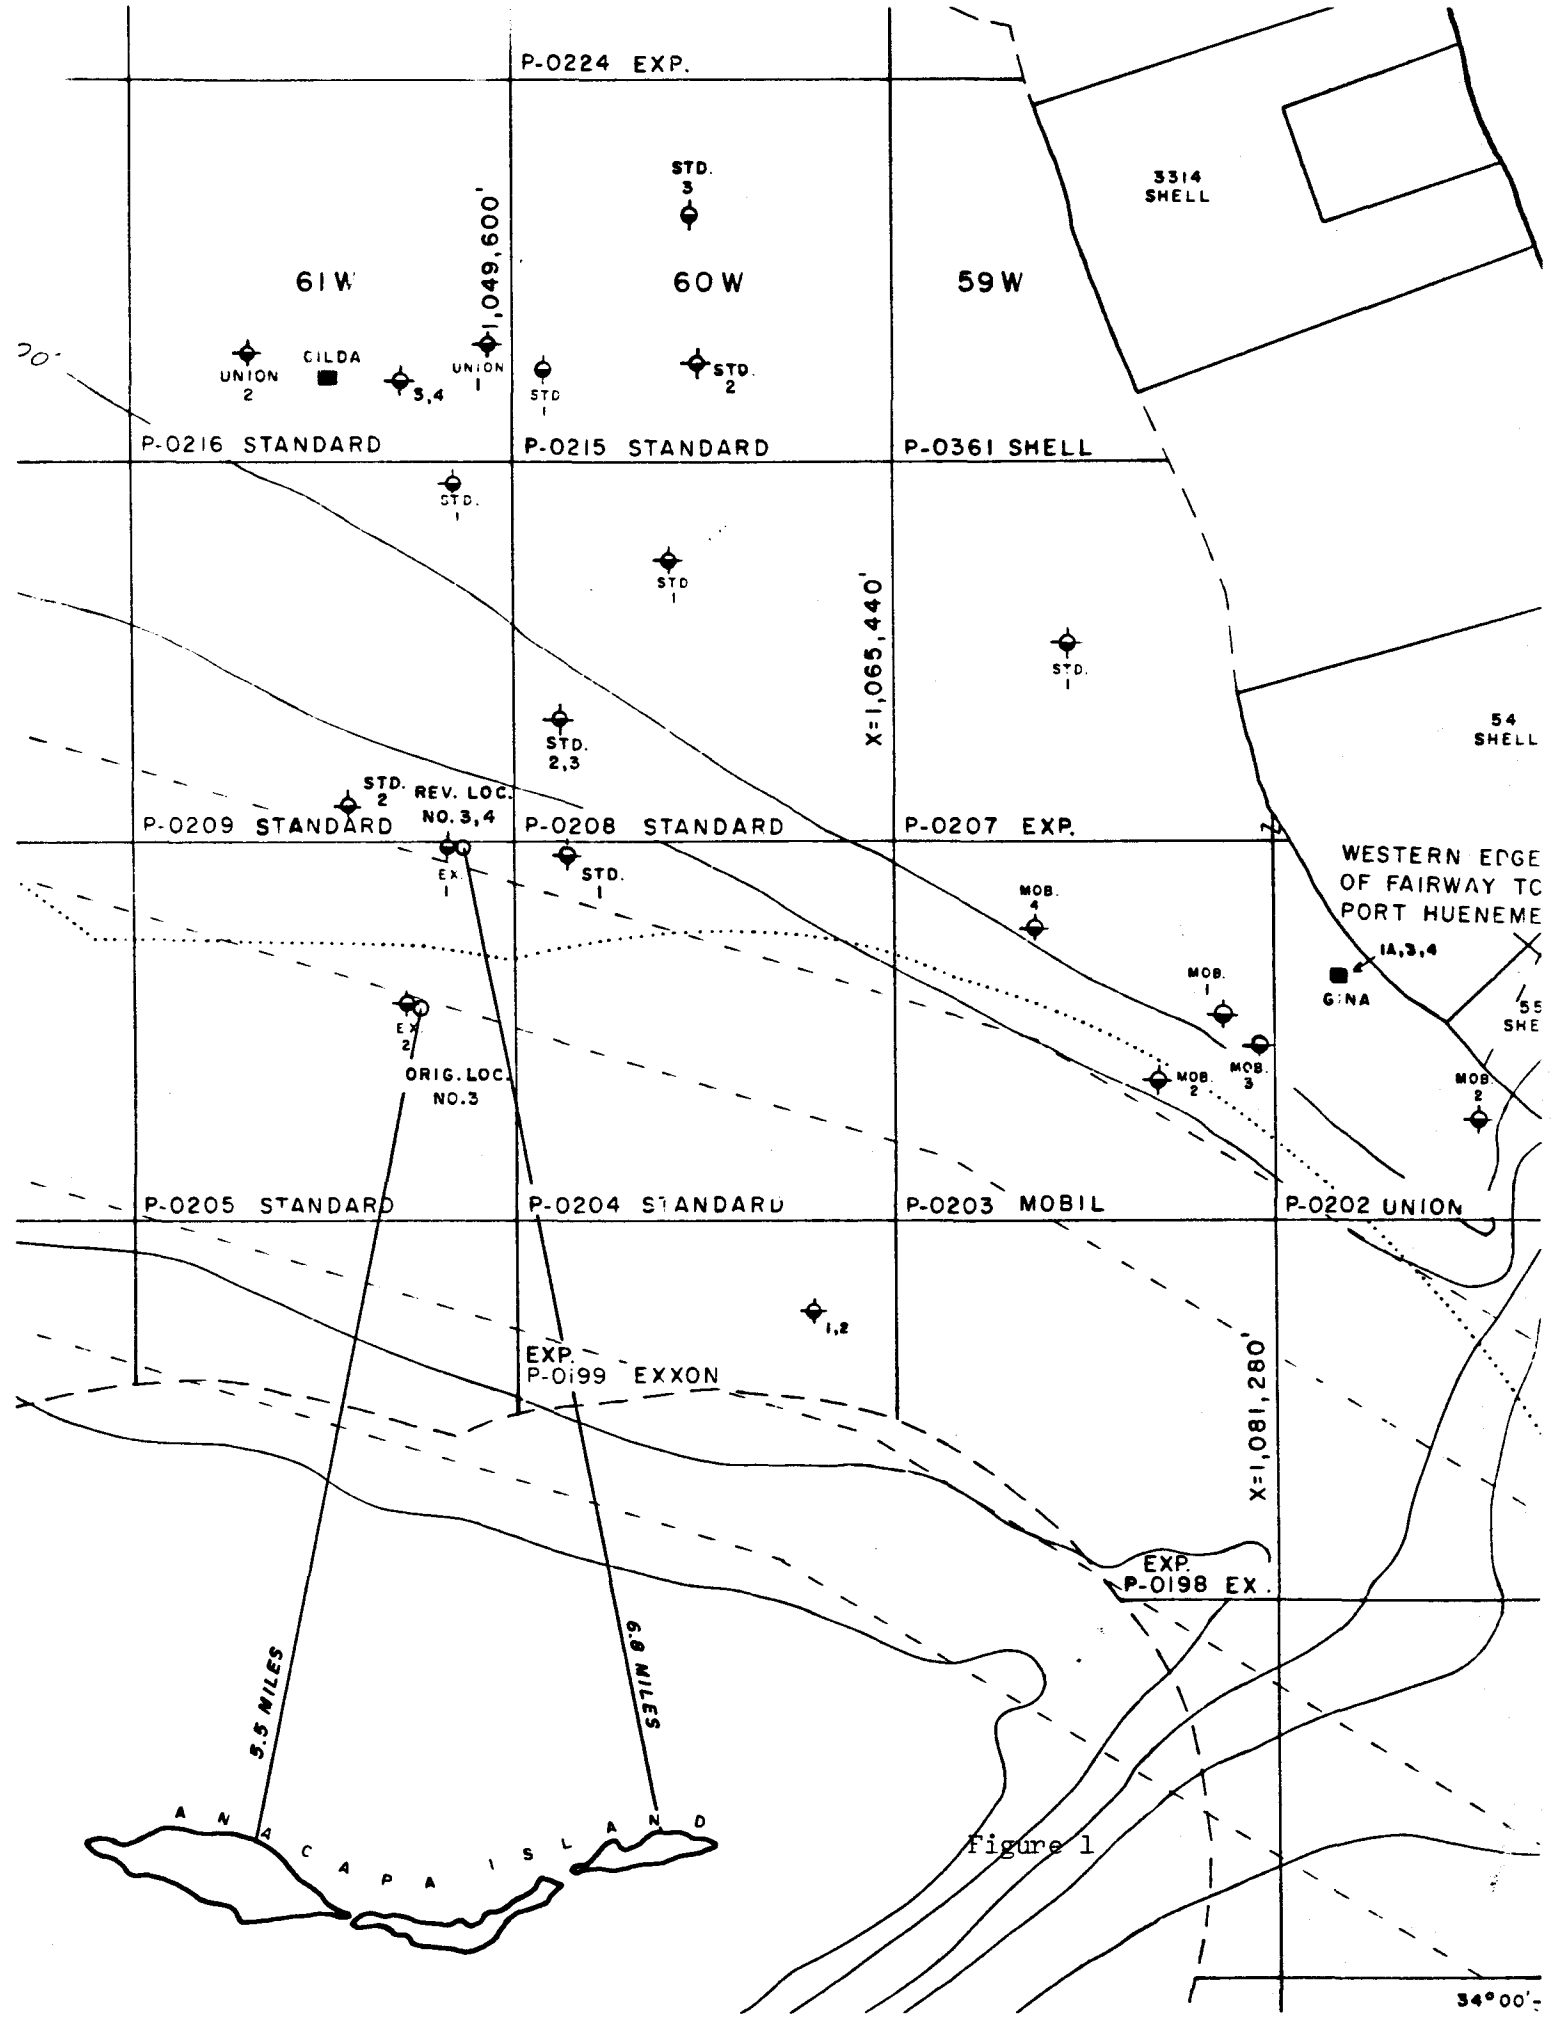 P-0224 EXP.
STD.
3
3314
SHELL
1,049,600'
61W
60W
59W
UNION
2
GILDA
3,4
UNION
1
STD
1
STD.
2
P-0216 STANDARD
P-0215 STANDARD
P-0361 SHELL
STD.
1
STD
1
X=1,065,440'
STD.
1
54
SHELL
STD.
2,3
STD.
2
REV. LOC.
NO. 3,4
P-0209 STANDARD
P-0208 STANDARD
P-0207 EXP.
EX.
1
STD.
1
WESTERN EDGE
OF FAIRWAY TO
PORT HUENEME
MOB.
4
1A,3,4
GINA
MOB.
1
MOB.
3
MOB.
2
55
SHE
MOB.
2
EX.
2
ORIG. LOC.
NO. 3
P-0205 STANDARD
P-0204 STANDARD
P-0203 MOBIL
P-0202 UNION
1,2
EXP.
P-0199 EXXON
X=1,081,280'
EXP.
P-0198 EX.
5.5 MILES
6.8 MILES
ANACAPA ISLAND
Figure 1
34°00'-